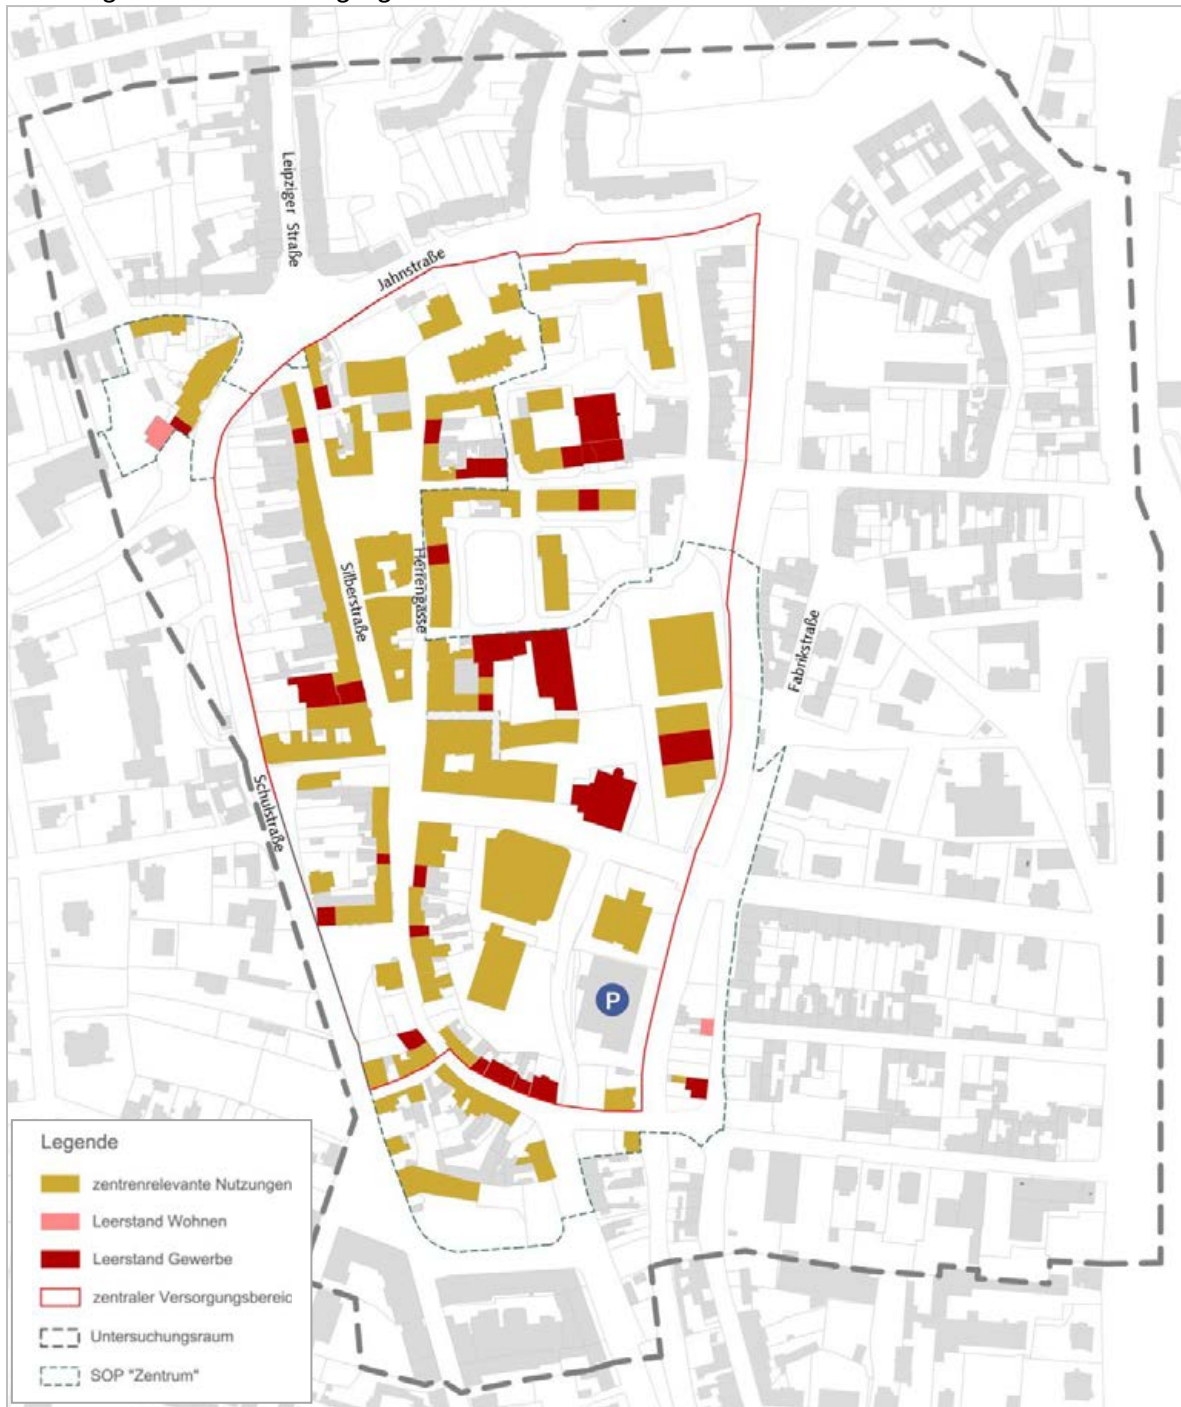 Leipziger Straße
Jahnstraße
Silberstraße
Herrengasse
Fabrikstraße
Schulstraße
P
Legende
zentrenrelevante Nutzungen
Leerstand Wohnen
Leerstand Gewerbe
zentraler Versorgungsbereic
Untersuchungsraum
SOP "Zentrum"